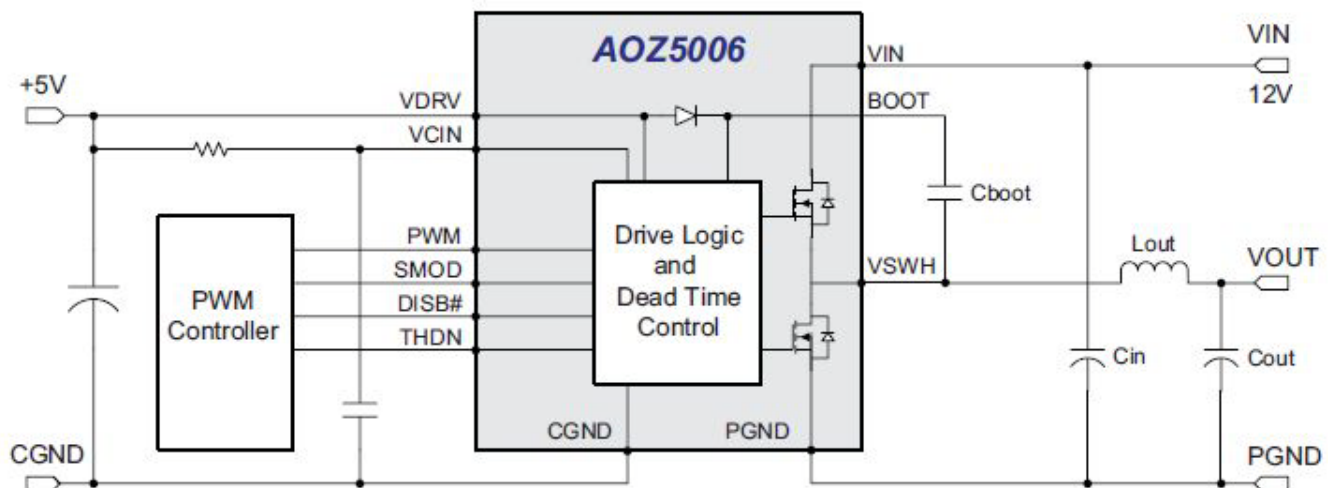 AOZ5006
+5V
VDRV
VCIN
VIN
VIN
12V
BOOT
Cboot
PWM
Controller
PWM
SMOD
DISB#
THDN
Drive Logic
and
Dead Time
Control
VSWH
Lout
VOUT
Cin
Cout
CGND
PGND
CGND
PGND